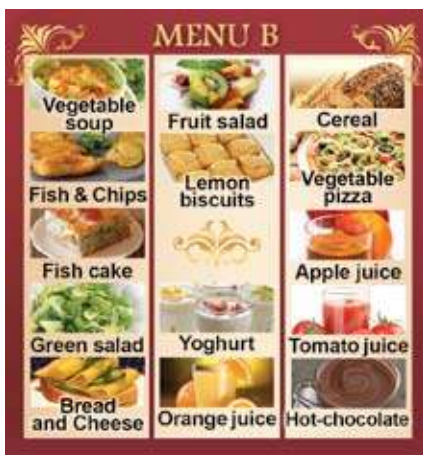 MENU B
Vegetable
soup
Fish & Chips
Fish cake
Green salad
Bread
and Cheese
Fruit salad
Lemon
biscuits
Yoghurt
Orange juice
Cereal
Vegetable
pizza
Apple juice
Tomato juice
Hot-chocolate